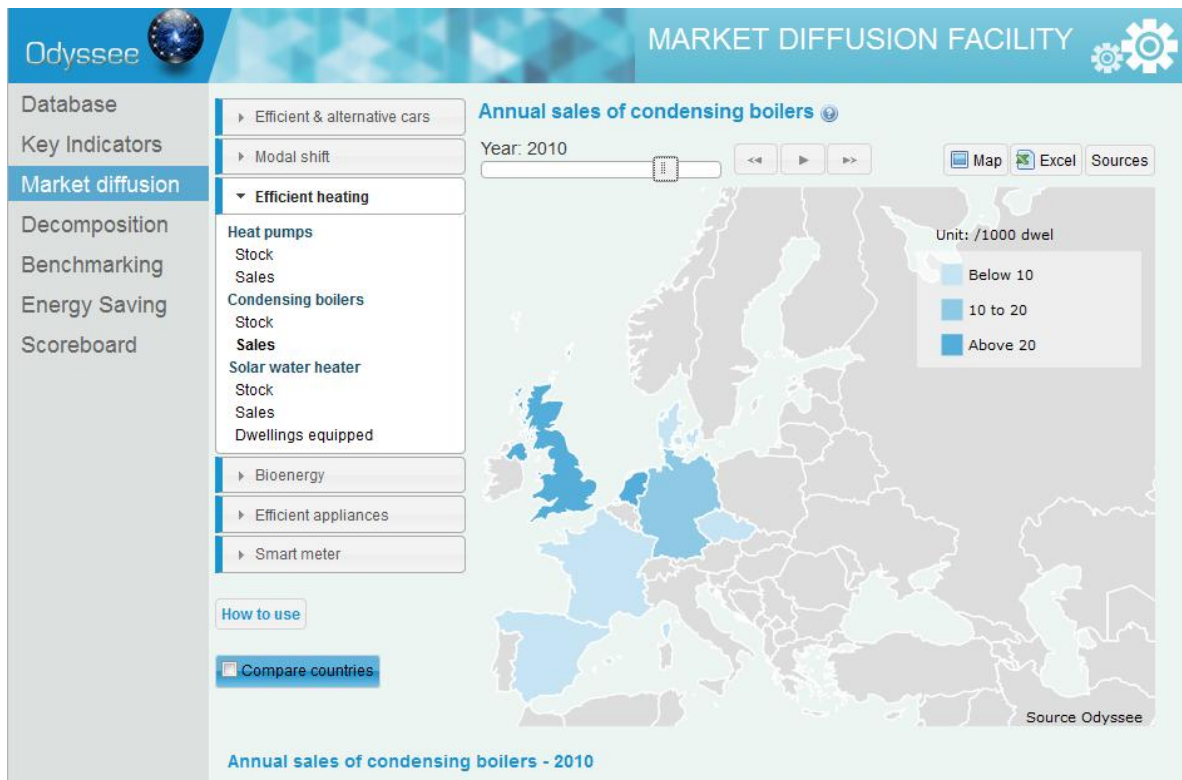 Odyssee
MARKET DIFFUSION FACILITY
Database
Key Indicators
Market diffusion
Decomposition
Benchmarking
Energy Saving
Scoreboard
Efficient & alternative cars
Modal shift
Efficient heating
Heat pumps
Stock
Sales
Condensing boilers
Stock
Sales
Solar water heater
Stock
Sales
Dwellings equipped
Bioenergy
Efficient appliances
Smart meter
How to use
Compare countries
Annual sales of condensing boilers
Year: 2010
Map Excel Sources
Unit: /1000 dwel
Below 10
10 to 20
Above 20
Source Odyssee
Annual sales of condensing boilers - 2010